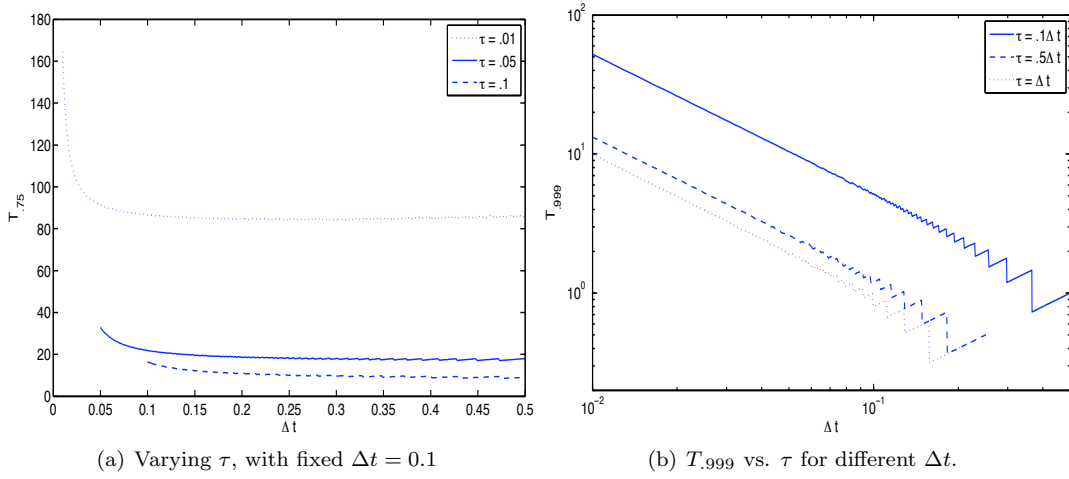 180
160
140
120
100
80
60
40
20
0
T.75
0
0.05
0.1
0.15
0.2
0.25
0.3
0.35
0.4
0.45
0.5
Δ t
τ = .01
τ = .05
τ = .1
(a) Varying τ, with fixed Δt = 0.1
10²
10¹
10⁰
T.999
10⁻²
10⁻¹
Δ t
τ = .1Δ t
τ = .5Δ t
τ = Δ t
(b) T.999 vs. τ for different Δt.